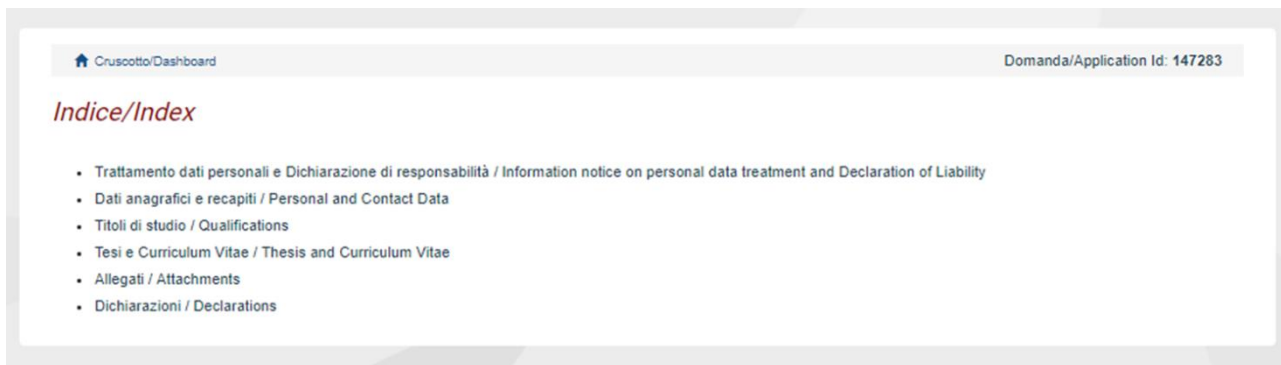 Cruscotto/Dashboard
Domanda/Application Id: 147283
Indice/Index
Trattamento dati personali e Dichiarazione di responsabilità / Information notice on personal data treatment and Declaration of Liability
Dati anagrafici e recapiti / Personal and Contact Data
Titoli di studio / Qualifications
Tesi e Curriculum Vitae / Thesis and Curriculum Vitae
Allegati / Attachments
Dichiarazioni / Declarations